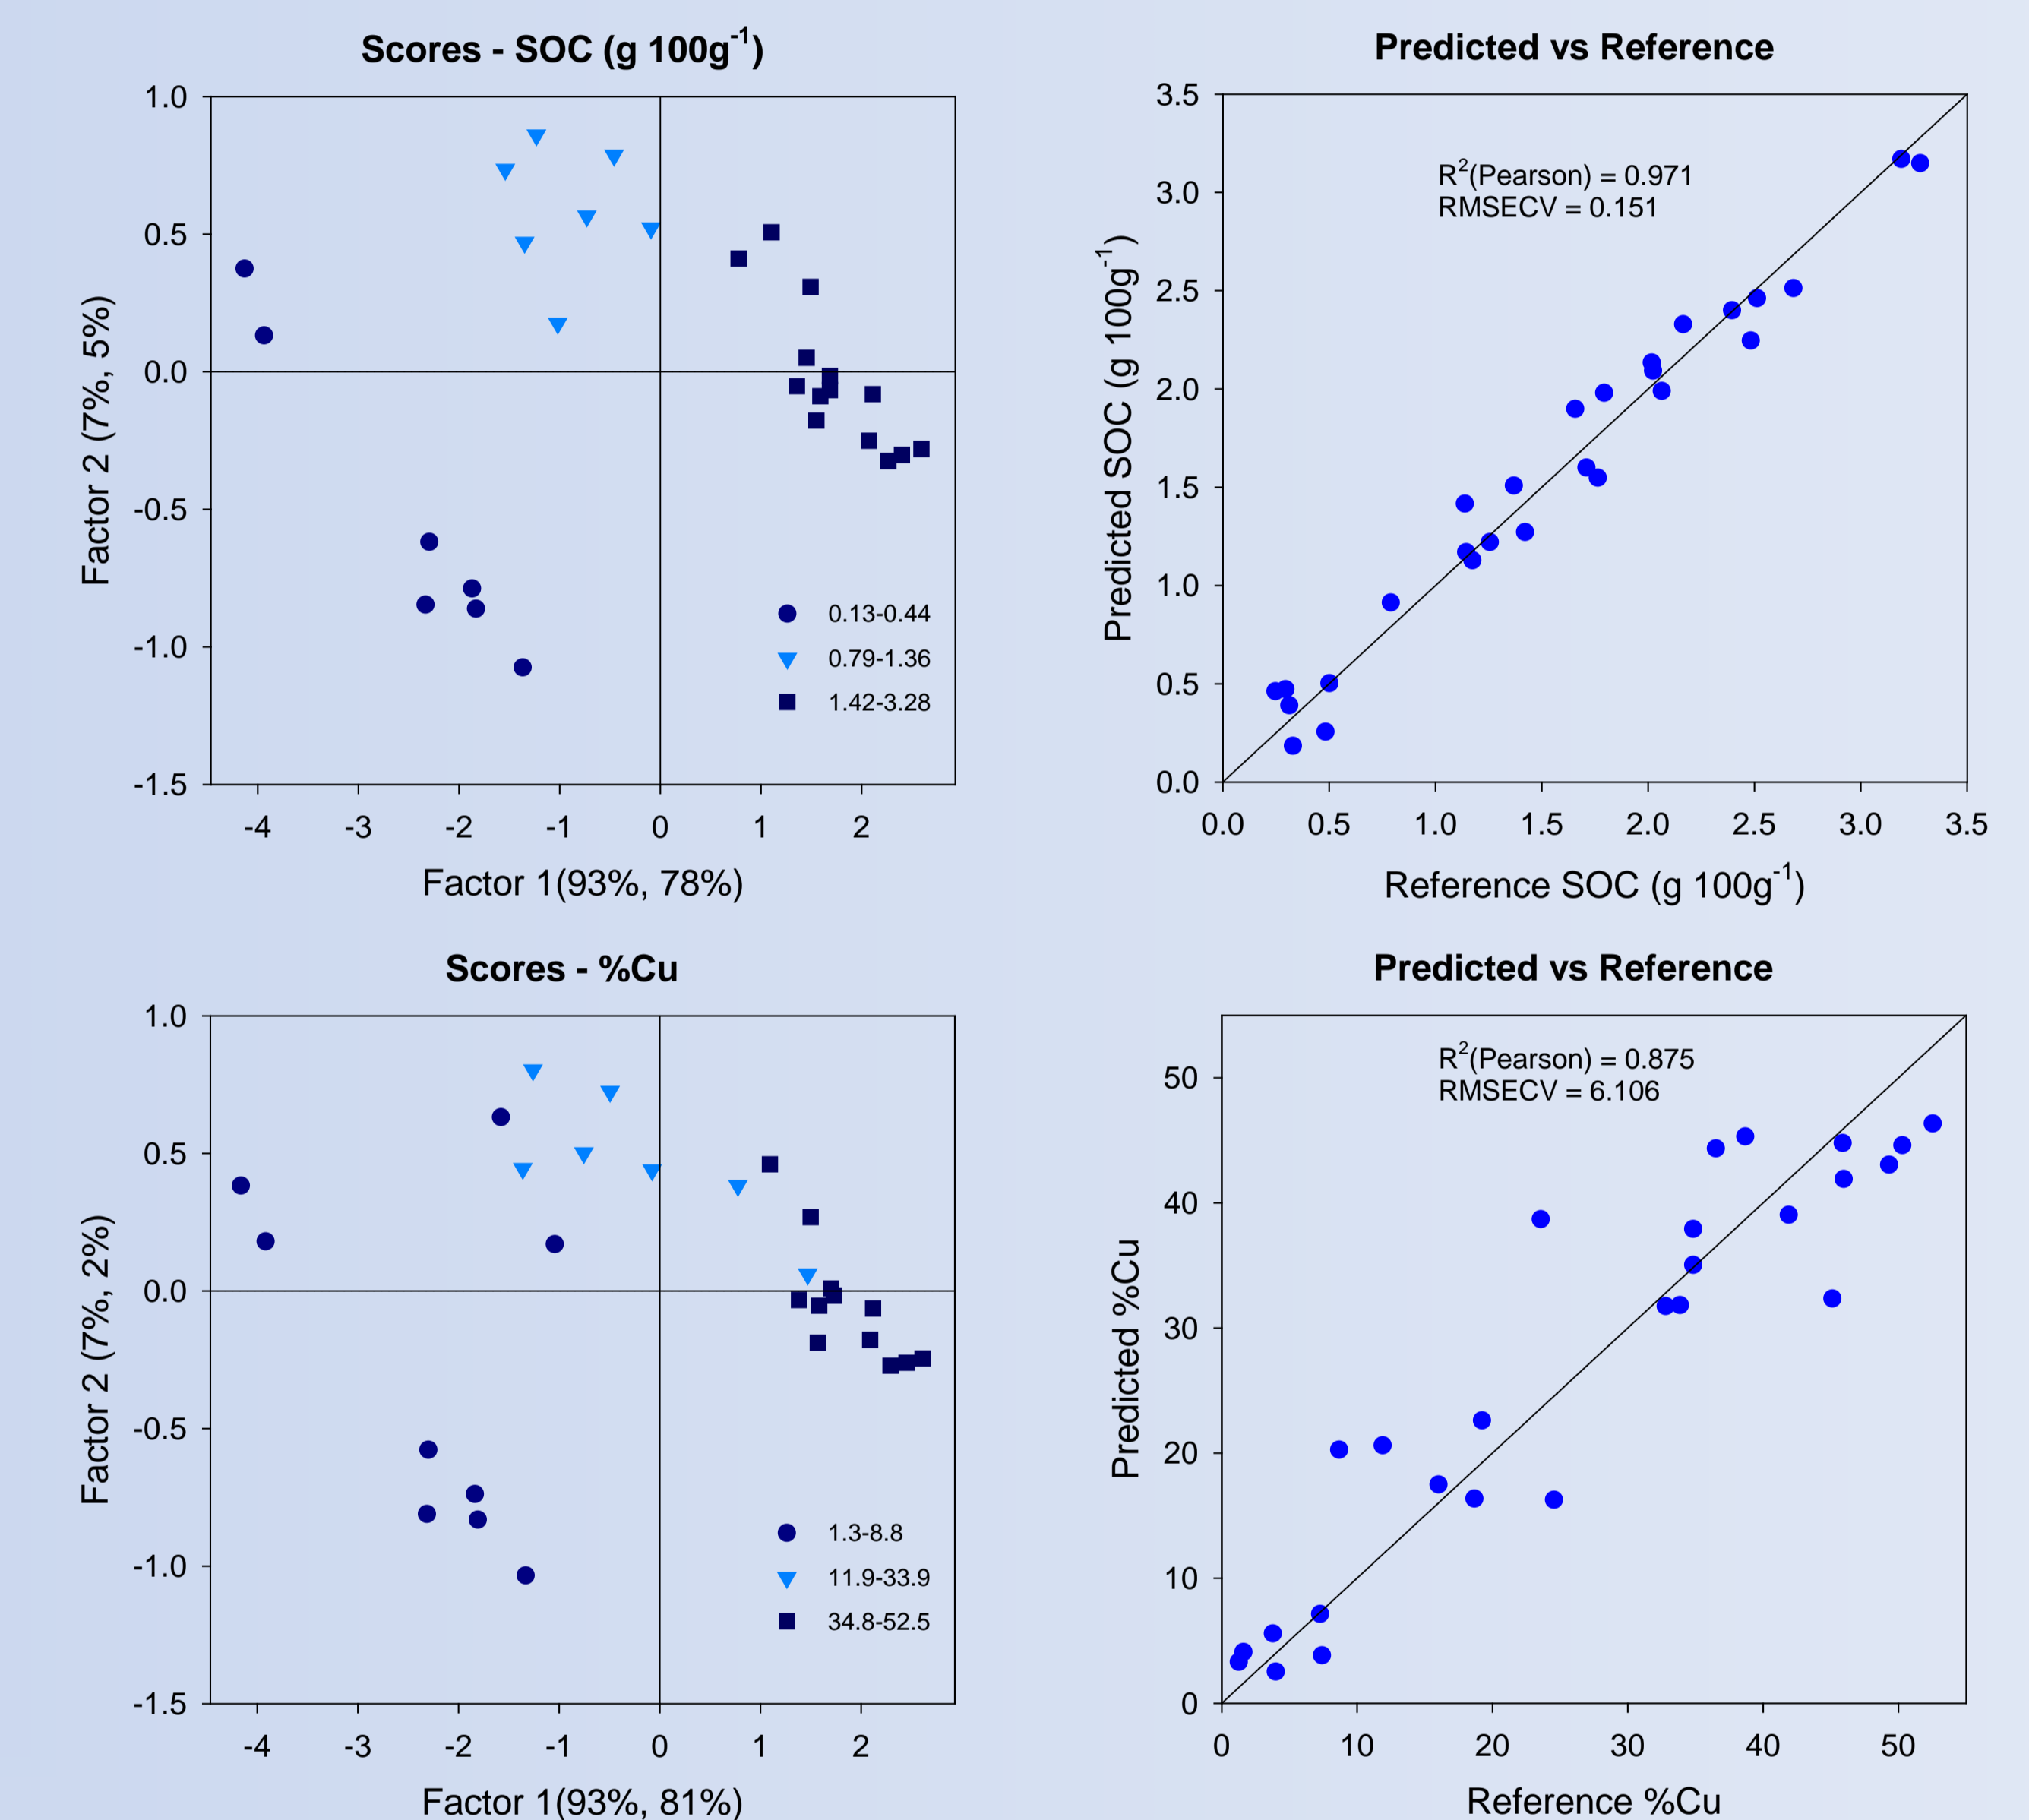 Scores - SOC (g 100g⁻¹)
1.0
0.5
0.0
-0.5
-1.0
-1.5
Factor 2 (7%, 5%)
0.13-0.44
0.79-1.36
1.42-3.28
-4 -3 -2 -1 0 1 2
Factor 1(93%, 78%)
Predicted vs Reference
3.5
3.0
2.5
2.0
1.5
1.0
0.5
0.0
Predicted SOC (g 100g⁻¹)
R²(Pearson) = 0.971
RMSECV = 0.151
0.0 0.5 1.0 1.5 2.0 2.5 3.0 3.5
Reference SOC (g 100g⁻¹)
Scores - %Cu
1.0
0.5
0.0
-0.5
-1.0
-1.5
Factor 2 (7%, 2%)
1.3-8.8
11.9-33.9
34.8-52.5
-4 -3 -2 -1 0 1 2
Factor 1(93%, 81%)
Predicted vs Reference
50
40
30
20
10
0
Predicted %Cu
R²(Pearson) = 0.875
RMSECV = 6.106
0 10 20 30 40 50
Reference %Cu